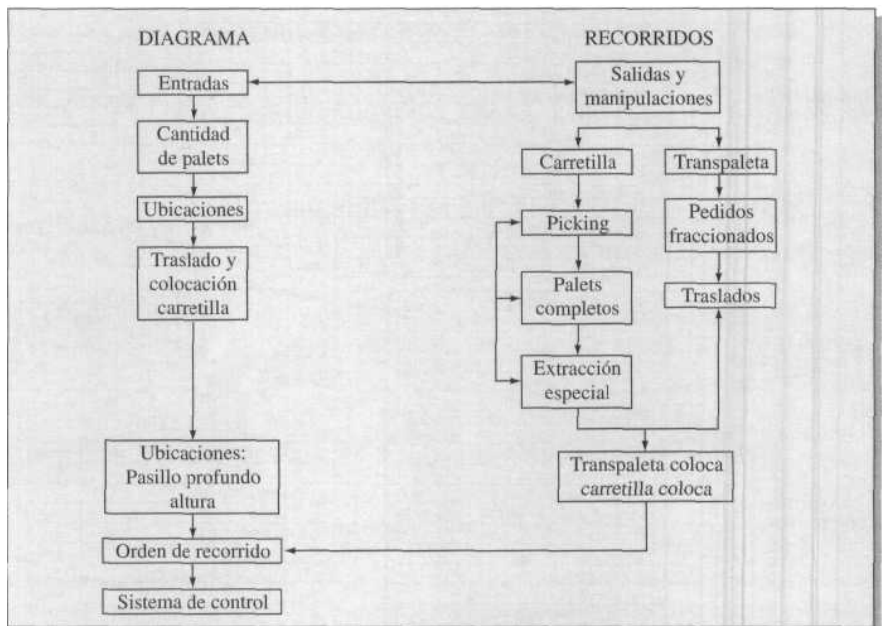 DIAGRAMA
Entradas
Cantidad
de palets
Ubicaciones
Traslado y
colocación
carretilla
Ubicaciones:
Pasillo profundo
altura
Orden de recorrido
Sistema de control
RECORRIDOS
Salidas y
manipulaciones
Carretilla
Transpaleta
Picking
Pedidos
fraccionados
Palets
completos
Traslados
Extracción
especial
Transpaleta coloca
carretilla coloca